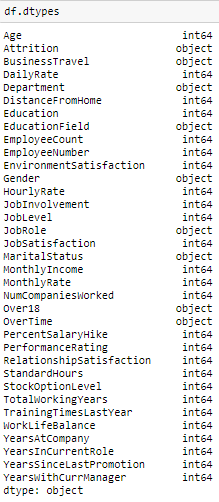 df.dtypes
Age int64
Attrition object
BusinessTravel object
DailyRate int64
Department object
DistanceFromHome int64
Education int64
EducationField object
EmployeeCount int64
EmployeeNumber int64
EnvironmentSatisfaction int64
Gender object
HourlyRate int64
JobInvolvement int64
JobLevel int64
JobRole object
JobSatisfaction int64
MaritalStatus object
MonthlyIncome int64
MonthlyRate int64
NumCompaniesWorked int64
Over18 object
OverTime object
PercentSalaryHike int64
PerformanceRating int64
RelationshipSatisfaction int64
StandardHours int64
StockOptionLevel int64
TotalWorkingYears int64
TrainingTimesLastYear int64
WorkLifeBalance int64
YearsAtCompany int64
YearsInCurrentRole int64
YearsSinceLastPromotion int64
YearsWithCurrManager int64
dtype: object